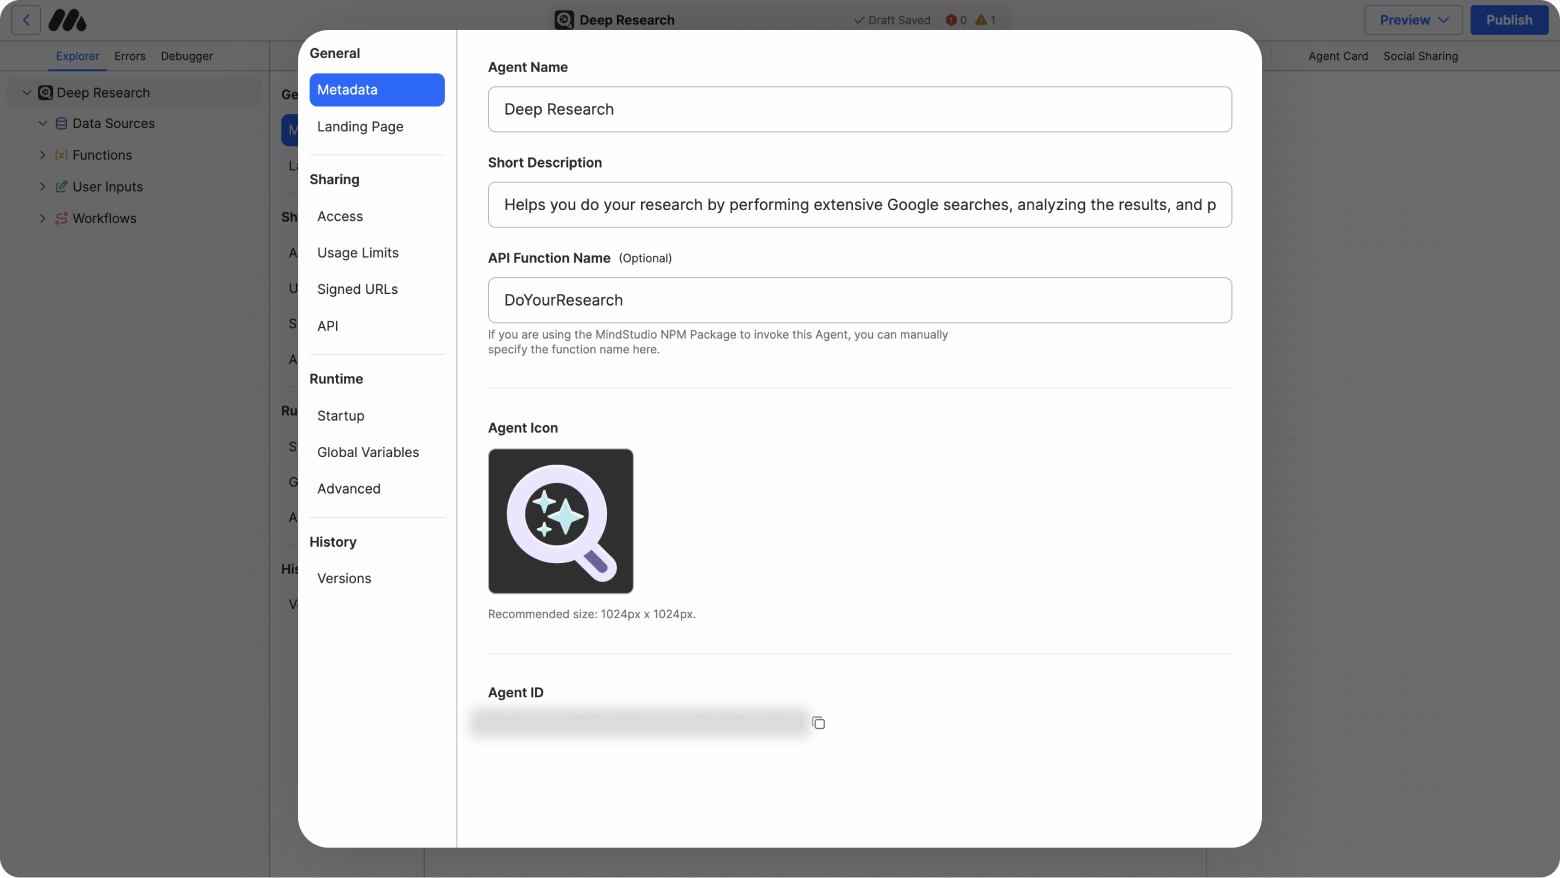 Deep Research
Draft Saved
0
1
Preview
Publish
Explorer
Errors
Debugger
Agent Card
Social Sharing
Deep Research
Data Sources
Functions
User Inputs
Workflows
General
Metadata
Landing Page
Sharing
Access
Usage Limits
Signed URLs
API
Runtime
Startup
Global Variables
Advanced
History
Versions
Agent Name
Deep Research
Short Description
Helps you do your research by performing extensive Google searches, analyzing the results, and p
API Function Name (Optional)
DoYourResearch
If you are using the MindStudio NPM Package to invoke this Agent, you can manually
specify the function name here.
Agent Icon
Recommended size: 1024px x 1024px.
Agent ID